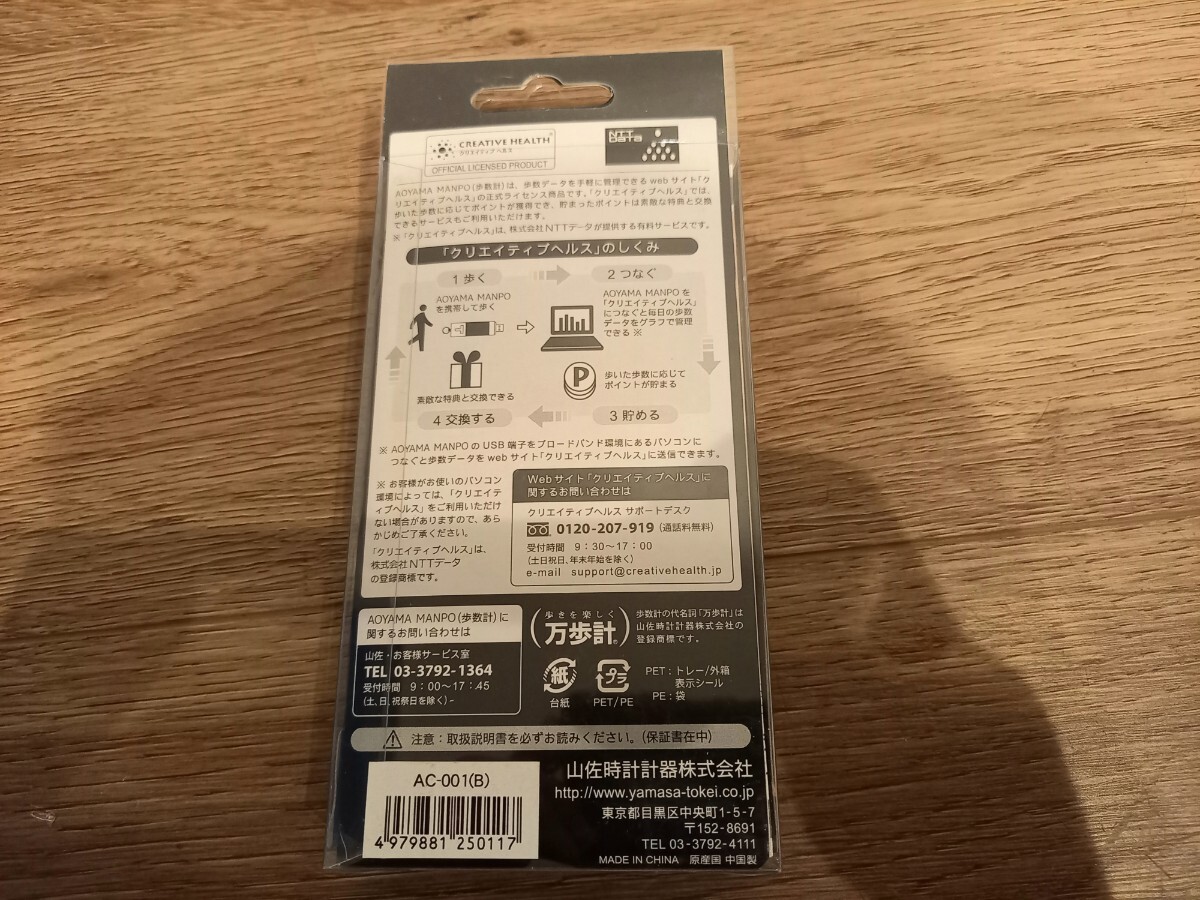 CREATIVE HEALTH®
クリエイティブ ヘルス
OFFICIAL LICENSED PRODUCT
NTT
Data
AOYAMA MANPO(歩数計)は、歩数データを手軽に管理できるwebサイト「ク
リエイティブヘルス」の正式ライセンス商品です。「クリエイティブヘルス」では、
歩いた歩数に応じてポイントが獲得でき、貯まったポイントは素敵な特典と交換
できるサービスもご利用いただけます。
※「クリエイティブヘルス」は、株式会社NTTデータが提供する有料サービスです。
「クリエイティブヘルス」のしくみ
1 歩く
2 つなぐ
AOYAMA MANPO
を携帯して歩く
AOYAMA MANPOを
「クリエイティブヘルス」
につなぐと毎日の歩数
データをグラフで管理
できる ※
P
歩いた歩数に応じて
ポイントが貯まる
素敵な特典と交換できる
4 交換する
3 貯める
※ AOYAMA MANPOのUSB端子をブロードバンド環境にあるパソコンに
つなぐと歩数データをwebサイト「クリエイティブヘルス」に送信できます。
※ お客様がお使いのパソコン
環境によっては、「クリエイテ
ィブヘルス」をご利用いただけ
ない場合がありますので、あら
かじめご了承ください。
「クリエイティブヘルス」は、
株式会社NTTデータ
の登録商標です。
Webサイト「クリエイティブヘルス」に
関するお問い合わせは
クリエイティブヘルス サポートデスク
0120-207-919(通話料無料)
受付時間 9:30〜17:00
(土日祝日、年末年始を除く)
e-mail support@creativehealth.jp
AOYAMA MANPO(歩数計)に
関するお問い合わせは
山佐・お客様サービス室
TEL 03-3792-1364
受付時間 9:00〜17:45
(土、日、祝祭日を除く)
歩きを楽しく
万歩計®
歩数計の代名詞「万歩計」は
山佐時計計器株式会社の
登録商標です。
紙
台紙
プラ
PET/PE
PET:トレー/外箱
表示シール
PE:袋
注意:取扱説明書を必ずお読みください。(保証書在中)
AC-001(B)
4 979881 250117
山佐時計計器株式会社
http://www.yamasa-tokei.co.jp
東京都目黒区中央町1-5-7
〒152-8691
TEL 03-3792-4111
MADE IN CHINA 原産国 中国製